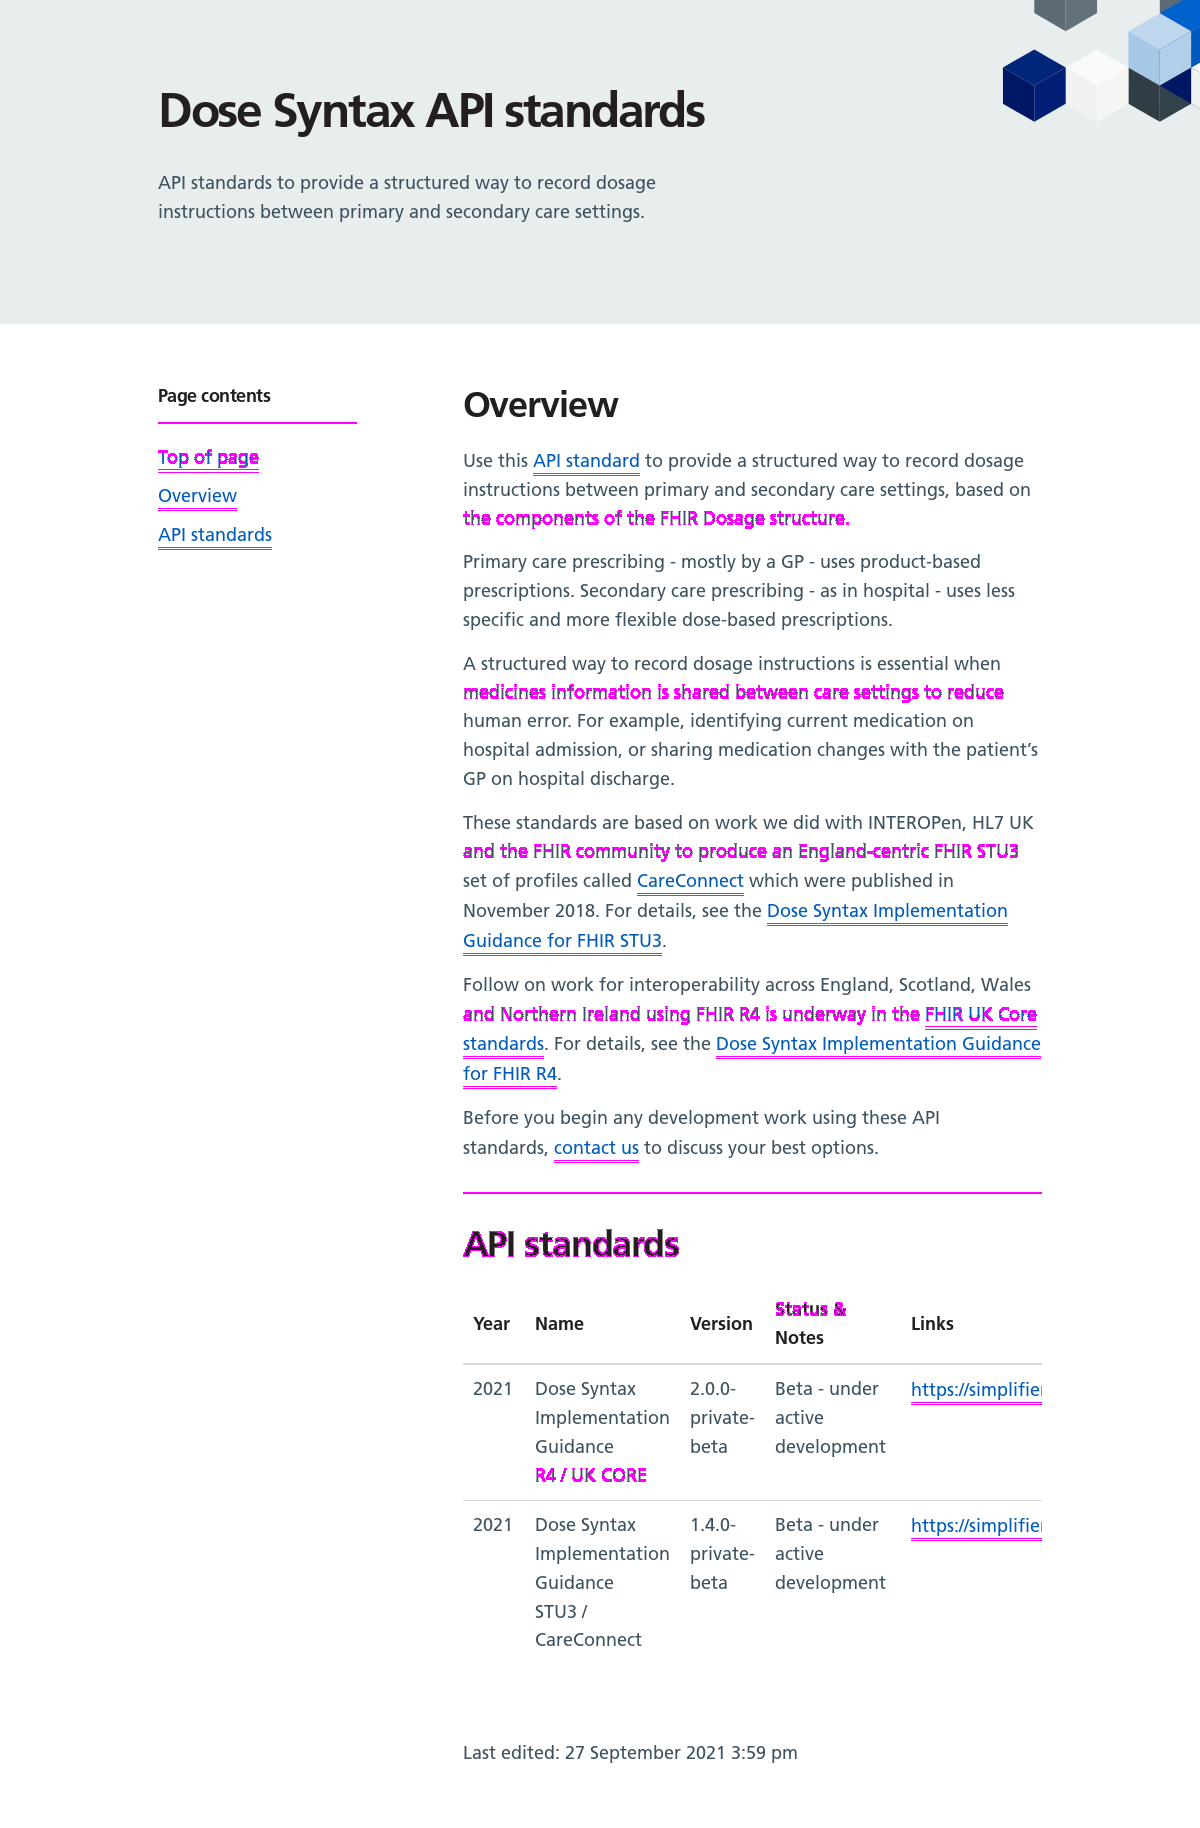 Dose Syntax API standards
API standards to provide a structured way to record dosage
instructions between primary and secondary care settings.
Page contents
Top of page
Overview
API standards
Overview
Use this API standard to provide a structured way to record dosage
instructions between primary and secondary care settings, based on
the components of the FHIR Dosage structure.
Primary care prescribing - mostly by a GP - uses product-based
prescriptions. Secondary care prescribing - as in hospital - uses less
specific and more flexible dose-based prescriptions.
A structured way to record dosage instructions is essential when
medicines information is shared between care settings to reduce
human error. For example, identifying current medication on
hospital admission, or sharing medication changes with the patient’s
GP on hospital discharge.
These standards are based on work we did with INTEROPen, HL7 UK
and the FHIR community to produce an England-centric FHIR STU3
set of profiles called CareConnect which were published in
November 2018. For details, see the Dose Syntax Implementation
Guidance for FHIR STU3.
Follow on work for interoperability across England, Scotland, Wales
and Northern Ireland using FHIR R4 is underway in the FHIR UK Core
standards. For details, see the Dose Syntax Implementation Guidance
for FHIR R4.
Before you begin any development work using these API
standards, contact us to discuss your best options.
API standards
Year Name Version Status & Notes Links
2021 Dose Syntax 2.0.0- Beta - under https://simplifier
Implementation private- active
Guidance beta development
R4 / UK CORE
2021 Dose Syntax 1.4.0- Beta - under https://simplifier
Implementation private- active
Guidance beta development
STU3 /
CareConnect
Last edited: 27 September 2021 3:59 pm